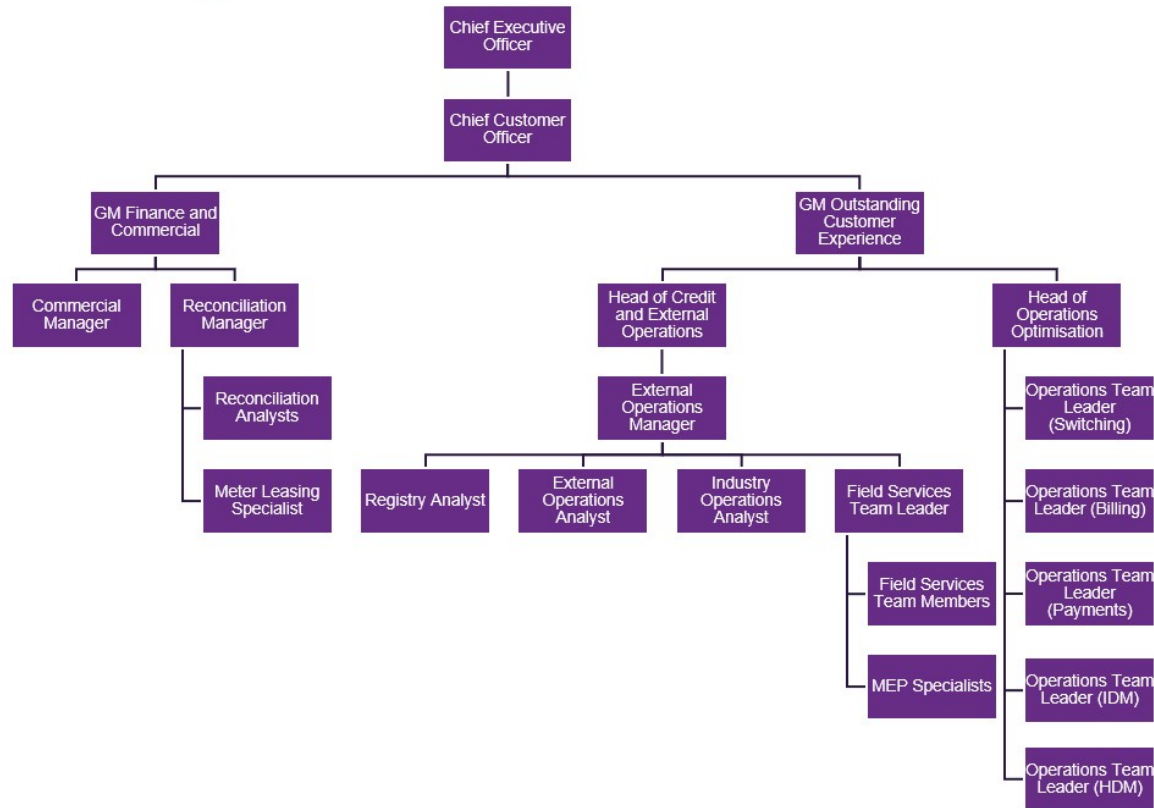 Chief Executive
Officer
Chief Customer
Officer
GM Finance and
Commercial
GM Outstanding
Customer
Experience
Commercial
Manager
Reconciliation
Manager
Head of Credit
and External
Operations
Head of
Operations
Optimisation
Reconciliation
Analysts
Meter Leasing
Specialist
External
Operations
Manager
Registry Analyst
External
Operations
Analyst
Industry
Operations
Analyst
Field Services
Team Leader
Field Services
Team Members
MEP Specialists
Operations Team
Leader
(Switching)
Operations Team
Leader (Billing)
Operations Team
Leader
(Payments)
Operations Team
Leader (IDM)
Operations Team
Leader (HDM)